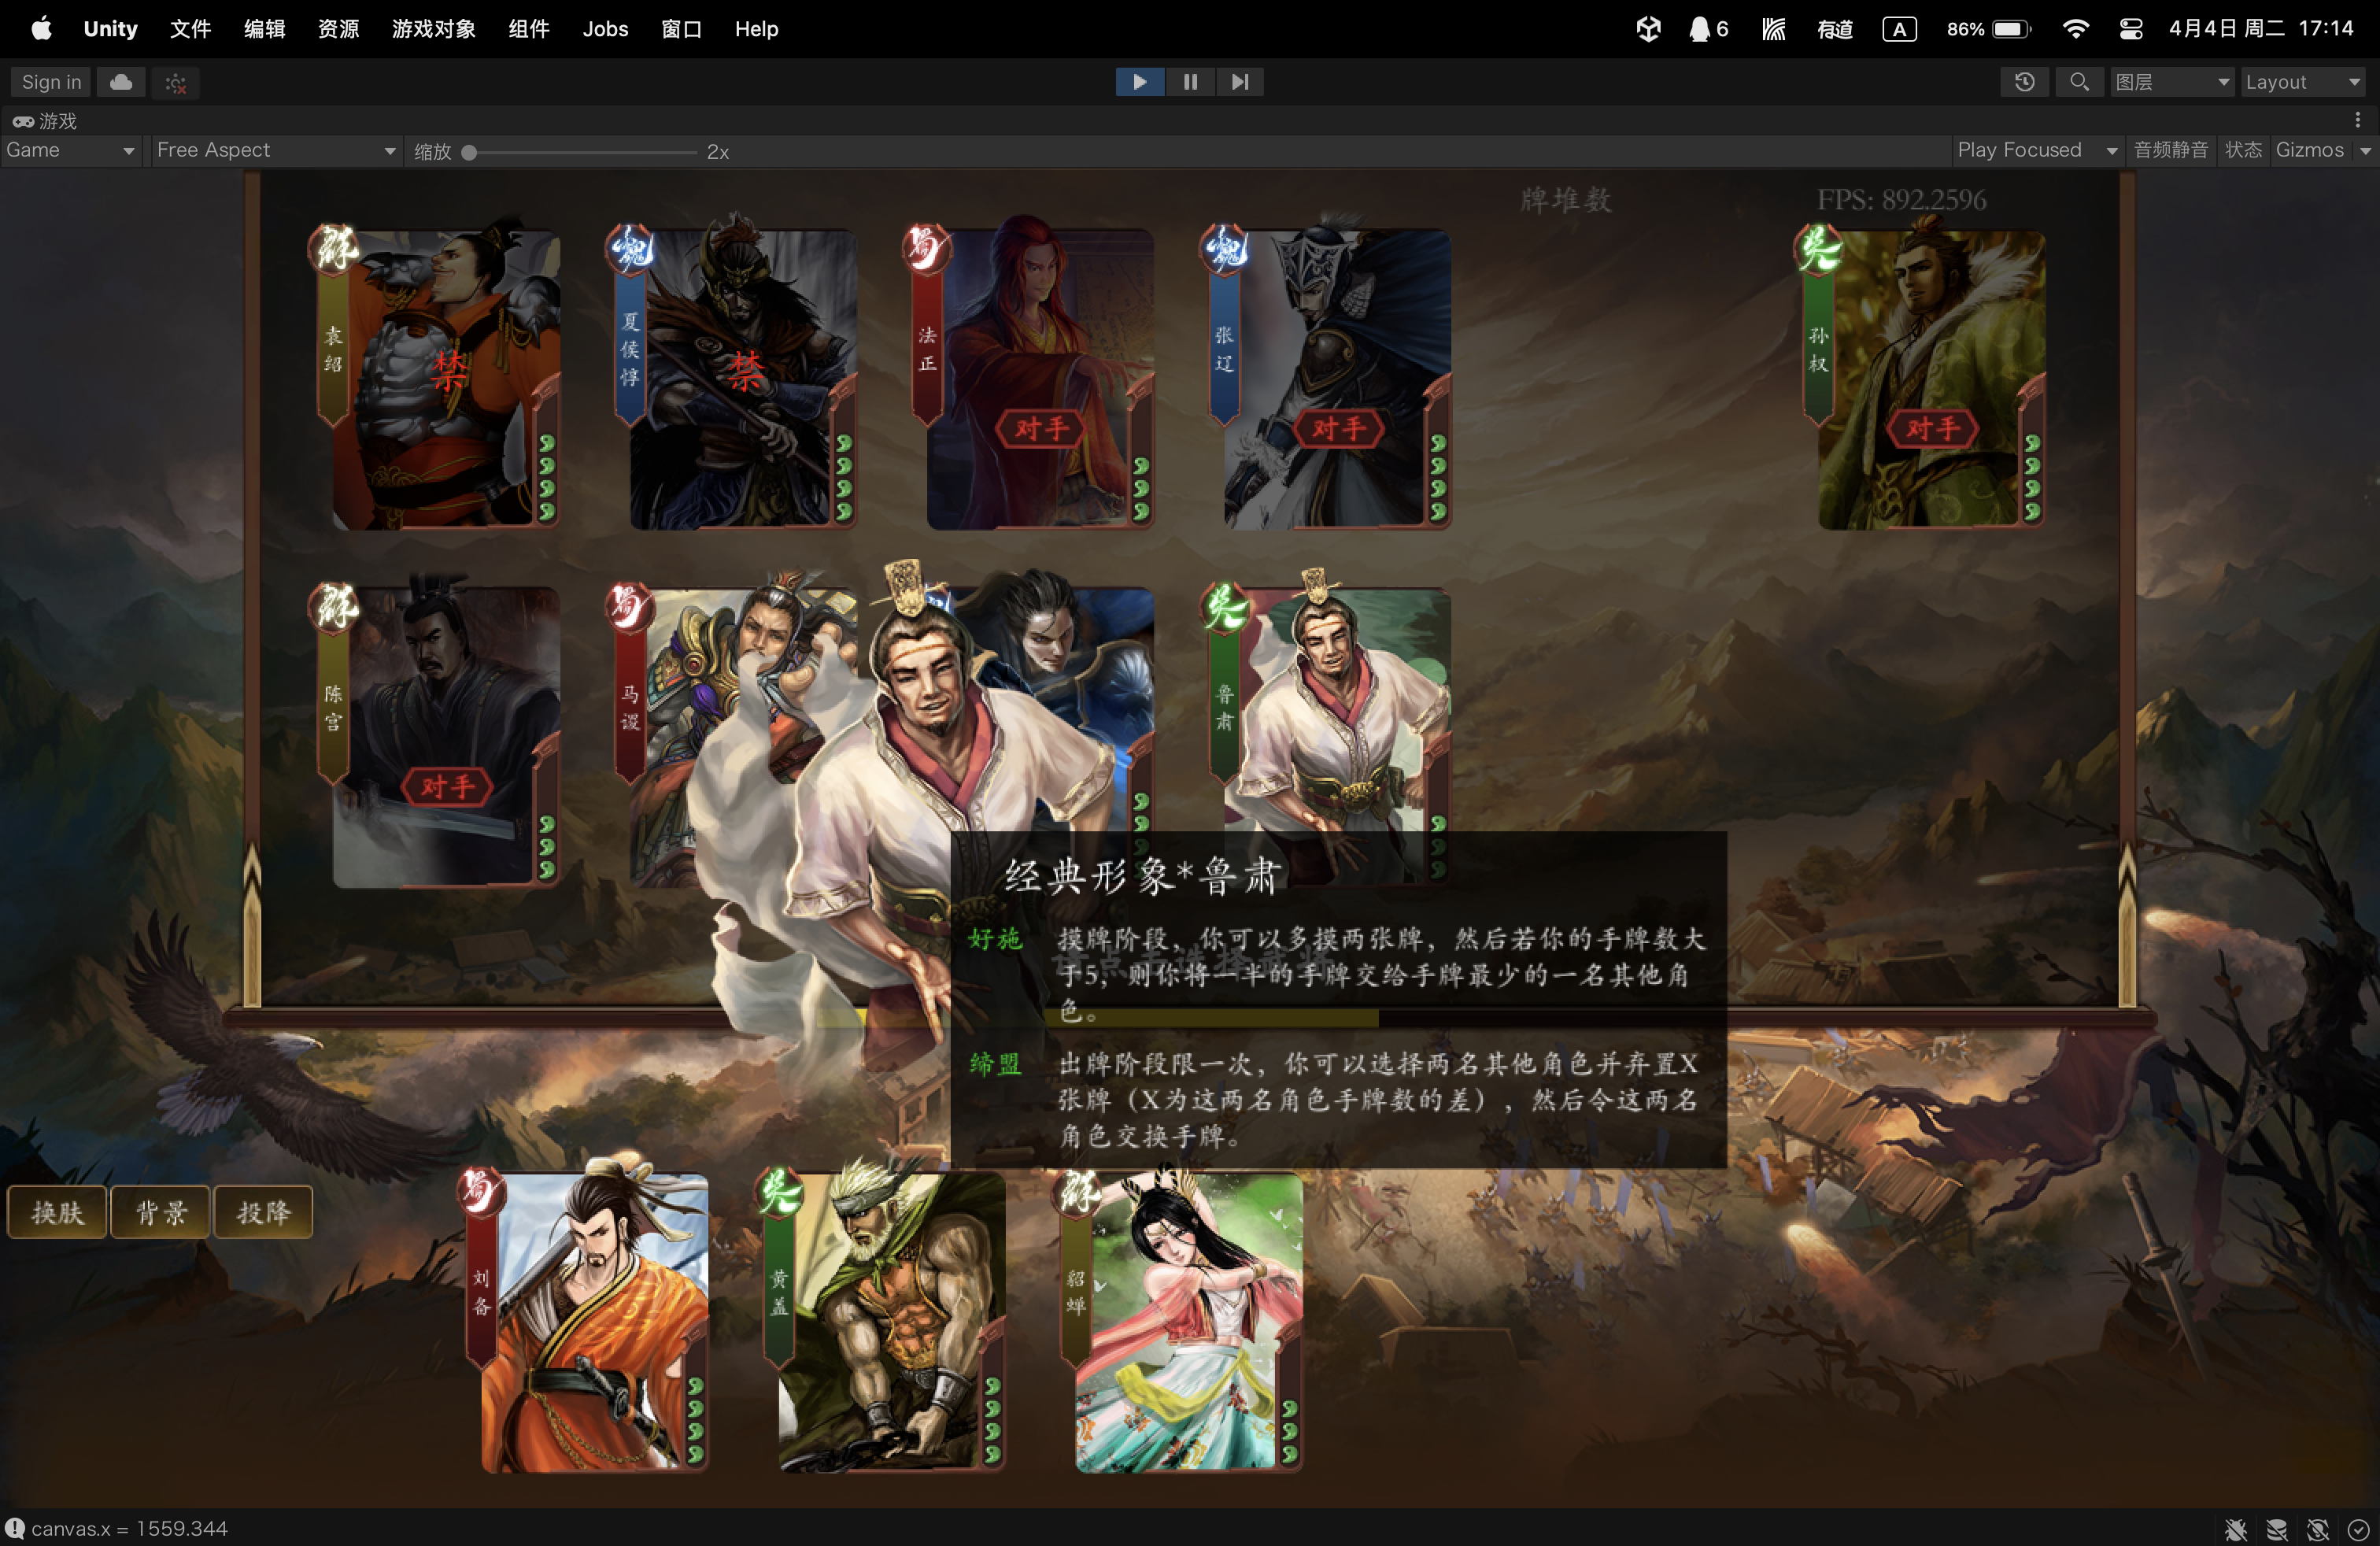 Unity 文件 编辑 资源 游戏对象 组件 Jobs 窗口 Help 6 有道 A 86% 4月4日 周二 17:14
Sign in 图层 Layout
游戏
Game Free Aspect 缩放 2x Play Focused 音频静音 状态 Gizmos
牌堆数 FPS: 892.2596
群 魏 蜀 魏 吴
袁绍 夏侯惇 法正 张辽 孙权
禁 禁 对手 对手 对手
群 蜀 吴
陈宫 马谡 鲁肃
对手
经典形象*鲁肃
好施 摸牌阶段，你可以多摸两张牌，然后若你的手牌数大
于5，则你将一半的手牌交给手牌最少的一名其他角
色。
缔盟 出牌阶段限一次，你可以选择两名其他角色并弃置X
张牌（X为这两名角色手牌数的差），然后令这两名
角色交换手牌。
换肤 背景 投降
蜀 吴 群
刘备 黄盖 貂蝉
canvas.x = 1559.344